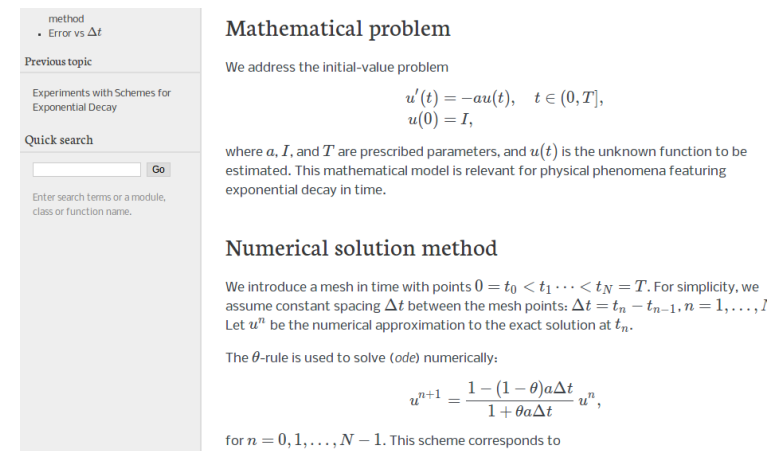 method
• Error vs Δt
Previous topic
Experiments with Schemes for
Exponential Decay
Quick search
Go
Enter search terms or a module,
class or function name.
Mathematical problem
We address the initial-value problem
u′(t) = −au(t), t ∈ (0, T],
u(0) = I,
where a, I, and T are prescribed parameters, and u(t) is the unknown function to be
estimated. This mathematical model is relevant for physical phenomena featuring
exponential decay in time.
Numerical solution method
We introduce a mesh in time with points 0 = t₀ < t₁ ⋯ < t_N = T. For simplicity, we
assume constant spacing Δt between the mesh points: Δt = tₙ − tₙ₋₁, n = 1, . . . ,
Let uⁿ be the numerical approximation to the exact solution at tₙ.
The θ-rule is used to solve (ode) numerically:
uⁿ⁺¹ = (1 − (1 − θ)aΔt) / (1 + θaΔt) uⁿ,
for n = 0, 1, . . . , N − 1. This scheme corresponds to